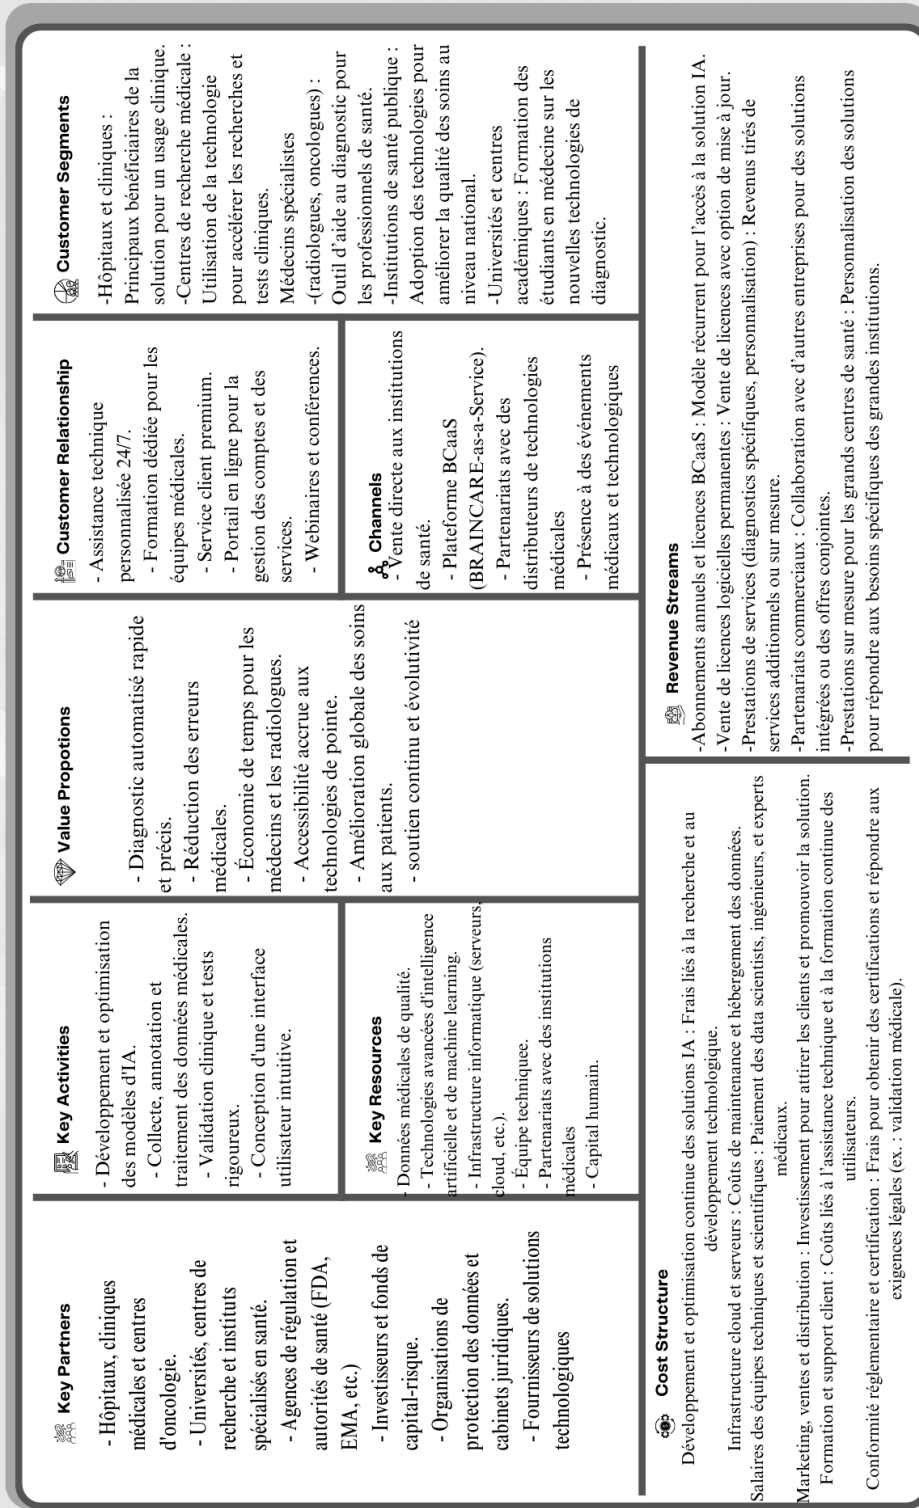 Key Partners
- Hôpitaux, cliniques
médicales et centres
d'oncologie.
- Universités, centres de
recherche et instituts
spécialisés en santé.
- Agences de régulation et
autorités de santé (FDA,
EMA, etc.)
- Investisseurs et fonds de
capital-risque.
- Organisations de
protection des données et
cabinets juridiques.
- Fournisseurs de solutions
technologiques
Key Activities
- Développement et optimisation
des modèles d'IA.
- Collecte, annotation et
traitement des données médicales.
- Validation clinique et tests
rigoureux.
- Conception d'une interface
utilisateur intuitive.
Key Resources
- Données médicales de qualité.
- Technologies avancées d'intelligence
artificielle et de machine learning.
- Infrastructure informatique (serveurs,
cloud, etc.).
- Équipe techniquee.
- Partenariats avec des institutions
médicales
- Capital humain.
Value Propotions
- Diagnostic automatisé rapide
et précis.
- Réduction des erreurs
médicales.
- Économie de temps pour les
médecins et les radiologues.
- Accessibilité accrue aux
technologies de pointe.
- Amélioration globale des soins
aux patients.
- soutien continu et évolutivité
Customer Relationship
- Assistance technique
personnalisée 24/7.
- Formation dédiée pour les
équipes médicales.
- Service client premium.
- Portail en ligne pour la
gestion des comptes et des
services.
- Webinaires et conférences.
Channels
- Vente directe aux institutions
de santé.
- Plateforme BCaaS
(BRAINCARE-as-a-Service).
- Partenariats avec des
distributeurs de technologies
médicales
- Présence à des événements
médicaux et technologiques
Customer Segments
-Hôpitaux et cliniques :
Principaux bénéficiaires de la
solution pour un usage clinique.
-Centres de recherche médicale :
Utilisation de la technologie
pour accélérer les recherches et
tests cliniques.
Médecins spécialistes
-(radiologues, oncologues) :
Outil d'aide au diagnostic pour
les professionnels de santé.
-Institutions de santé publique :
Adoption des technologies pour
améliorer la qualité des soins au
niveau national.
-Universités et centres
académiques : Formation des
étudiants en médecine sur les
nouvelles technologies de
diagnostic.
Cost Structure
Développement et optimisation continue des solutions IA : Frais liés à la recherche et au
développement technologique.
Infrastructure cloud et serveurs : Coûts de maintenance et hébergement des données.
Salaires des équipes techniques et scientifiques : Paiement des data scientists, ingénieurs, et experts
médicaux.
Marketing, ventes et distribution : Investissement pour attirer les clients et promouvoir la solution.
Formation et support client : Coûts liés à l'assistance technique et à la formation continue des
utilisateurs.
Conformité réglementaire et certification : Frais pour obtenir des certifications et répondre aux
exigences légales (ex. : validation médicale).
Revenue Streams
-Abonnements annuels et licences BCaaS : Modèle récurrent pour l'accès à la solution IA.
-Vente de licences logicielles permanentes : Vente de licences avec option de mise à jour.
-Prestations de services (diagnostics spécifiques, personnalisation) : Revenus tirés de
services additionnels ou sur mesure.
-Partenariats commerciaux : Collaboration avec d'autres entreprises pour des solutions
intégrées ou des offres conjointes.
-Prestations sur mesure pour les grands centres de santé : Personnalisation des solutions
pour répondre aux besoins spécifiques des grandes institutions.